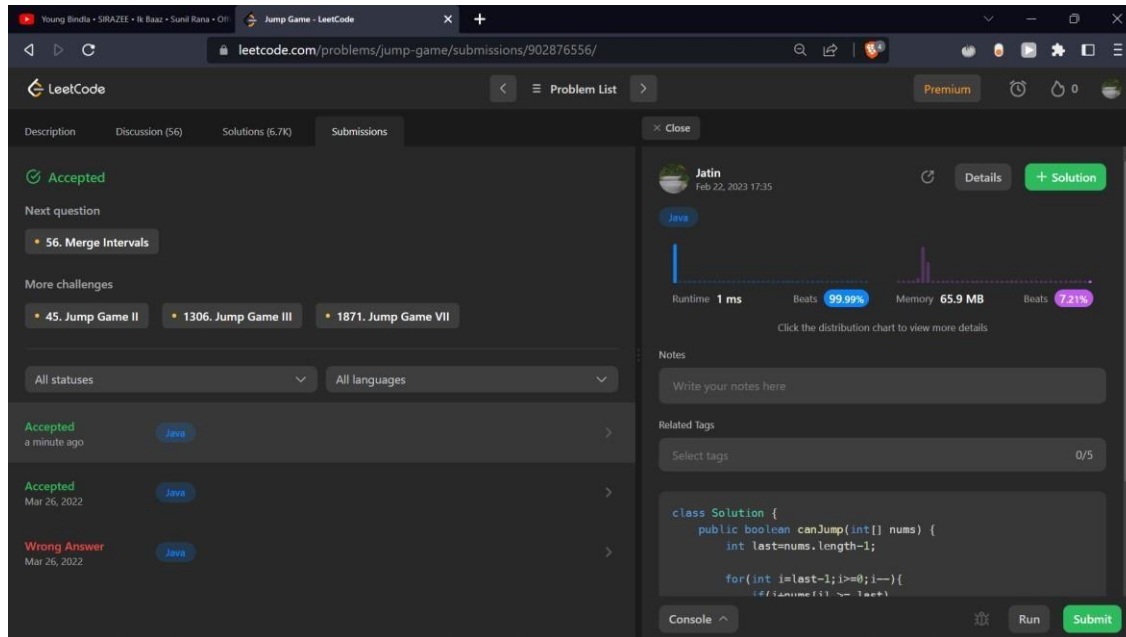 Young Bindla • SIRAZEE • Ik Baaz • Sunil Rana • Off
Jump Game - LeetCode
leetcode.com/problems/jump-game/submissions/902876556/
LeetCode
Problem List
Premium
0
Description Discussion (56) Solutions (6.7K) Submissions
Accepted
Next question
56. Merge Intervals
More challenges
45. Jump Game II 1306. Jump Game III 1871. Jump Game VII
All statuses All languages
Accepted
a minute ago
Java
Accepted
Mar 26, 2022
Java
Wrong Answer
Mar 26, 2022
Java
Close
Jatin
Feb 22, 2023 17:35
Details
+ Solution
Java
Runtime 1 ms Beats 99.99% Memory 65.9 MB Beats 7.21%
Click the distribution chart to view more details
Notes
Write your notes here
Related Tags
Select tags 0/5
class Solution {
public boolean canJump(int[] nums) {
int last=nums.length-1;
for(int i=last-1;i>=0;i--){
if(i+nums[i] >= last)
Console Run Submit